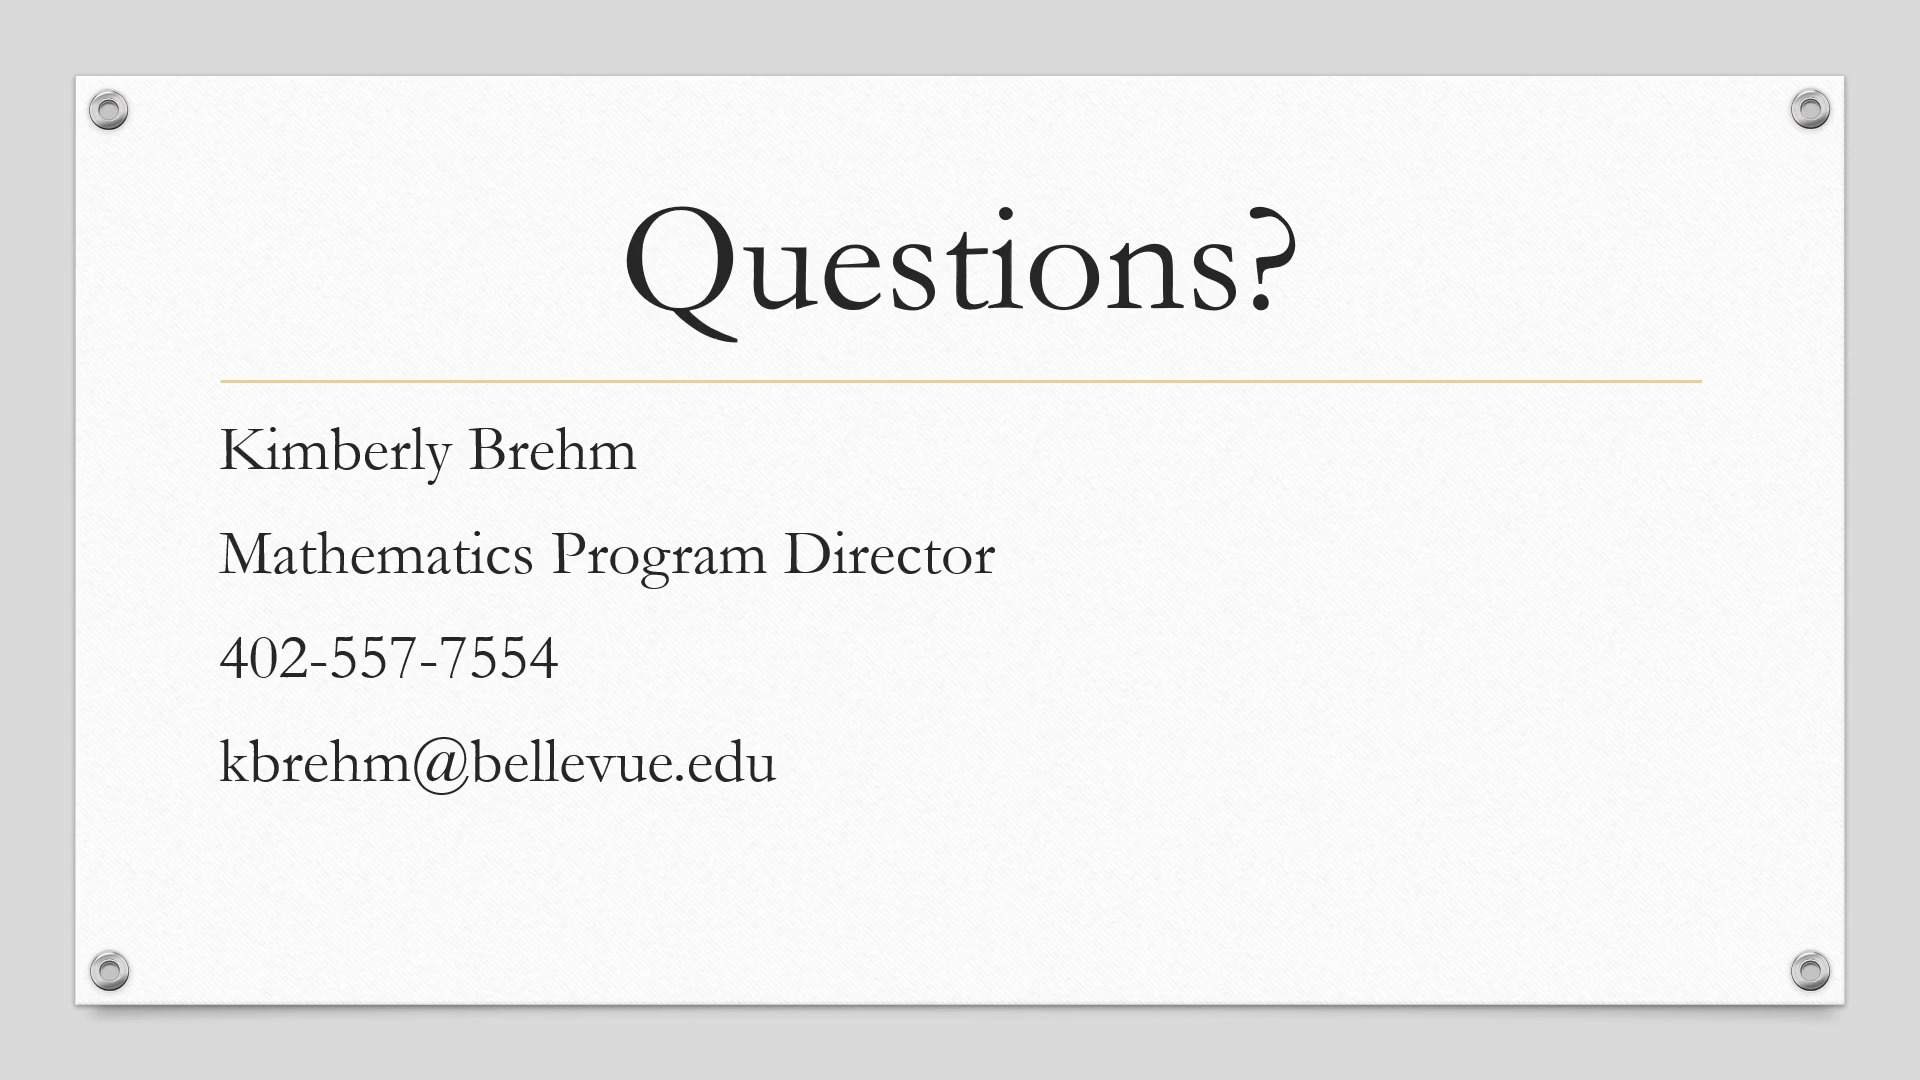 Questions?
Kimberly Brehm
Mathematics Program Director
402-557-7554
kbrehm@bellevue.edu